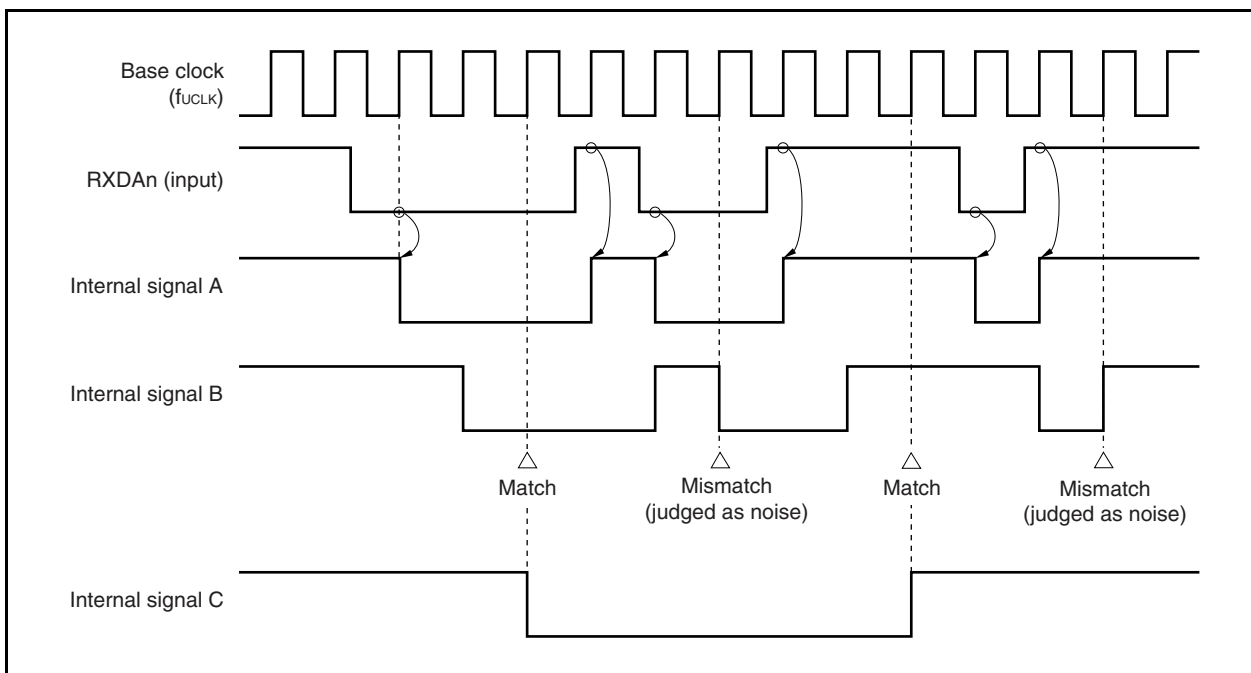 Base clock
(fUCLK)
RXDAn (input)
Internal signal A
Internal signal B
Match
Mismatch
(judged as noise)
Match
Mismatch
(judged as noise)
Internal signal C